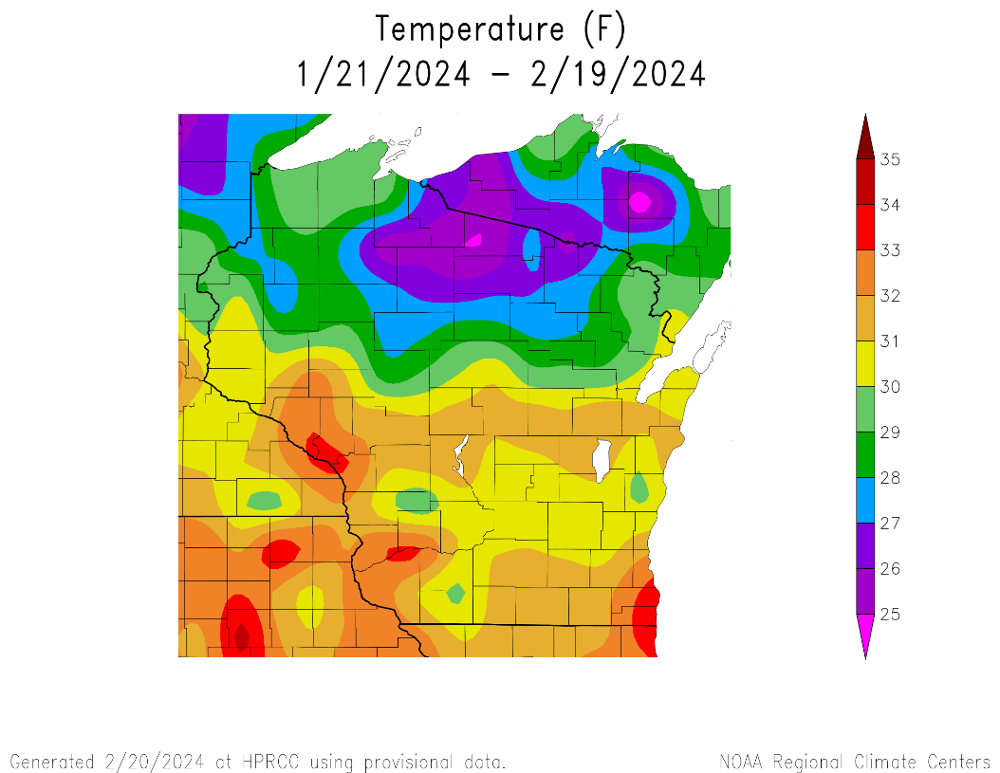 Temperature (F)
1/21/2024 – 2/19/2024
35
34
33
32
31
30
29
28
27
26
25
Generated 2/20/2024 at HPRCC using provisional data.
NOAA Regional Climate Centers